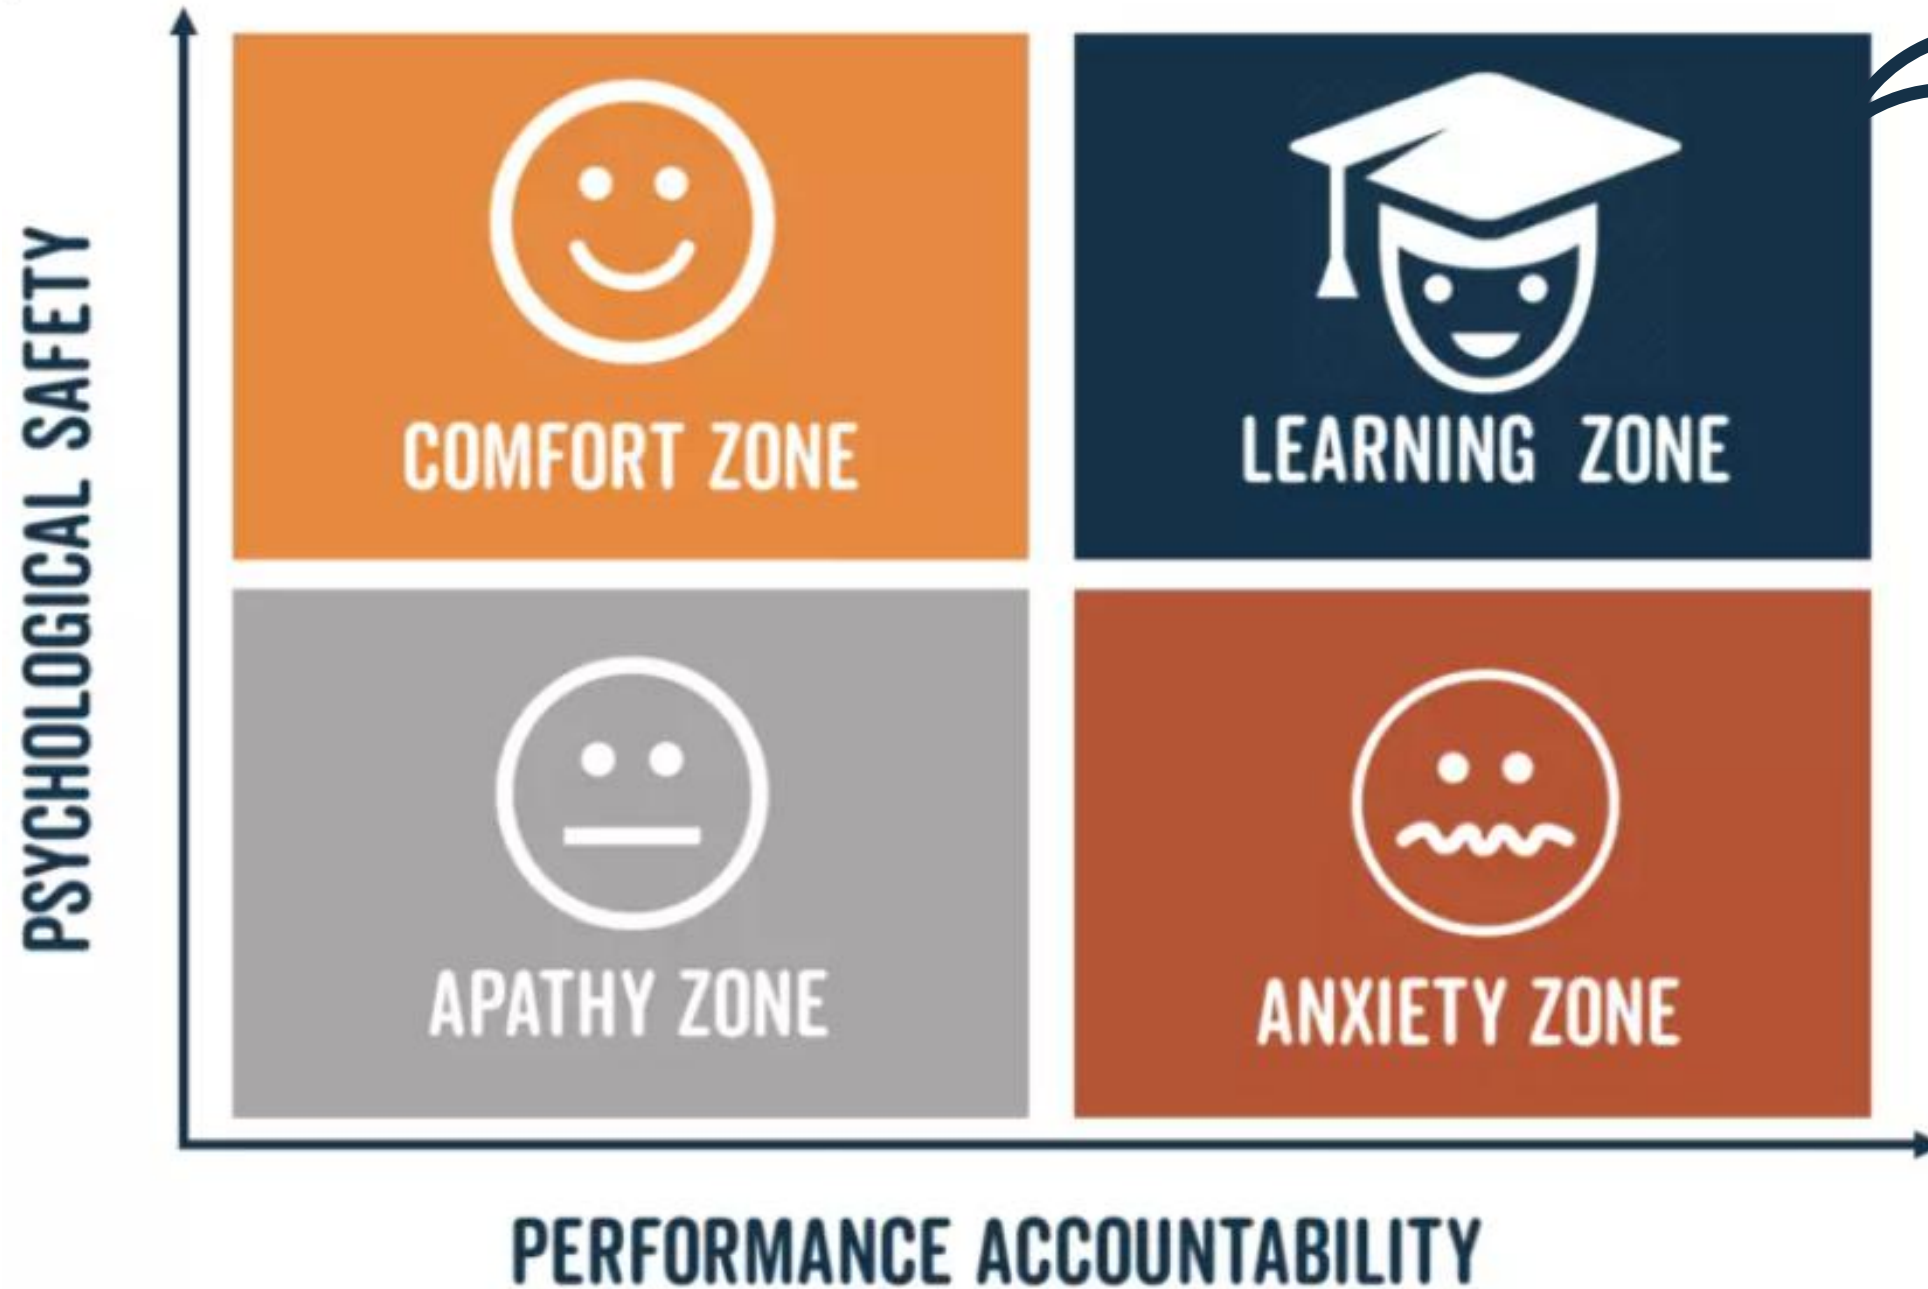 PSYCHOLOGICAL SAFETY
COMFORT ZONE
LEARNING ZONE
APATHY ZONE
ANXIETY ZONE
PERFORMANCE ACCOUNTABILITY